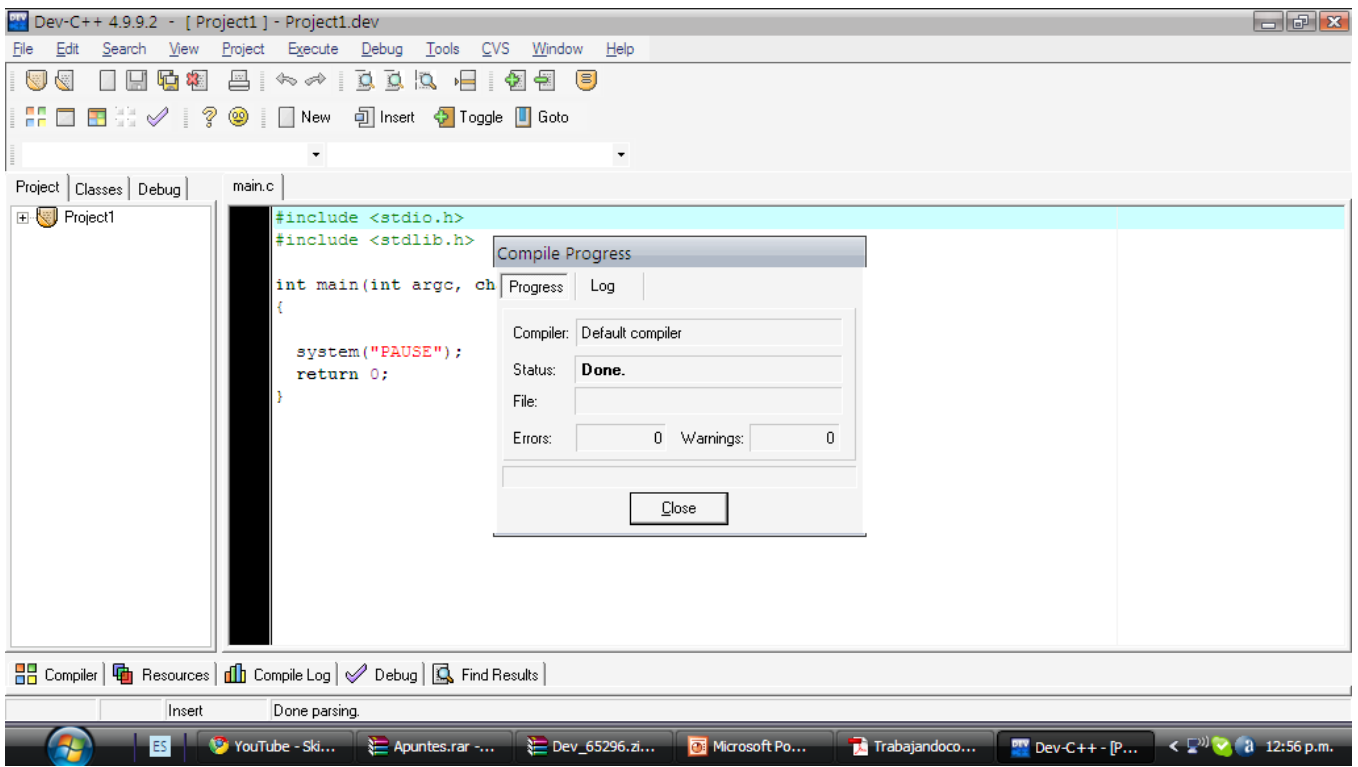 Dev-C++ 4.9.9.2 - [ Project1 ] - Project1.dev
File Edit Search View Project Execute Debug Tools CVS Window Help
New Insert Toggle Goto
Project Classes Debug main.c
Project1
#include <stdio.h>
#include <stdlib.h>
int main(int argc, ch
{
system("PAUSE");
return 0;
}
Compile Progress
Progress Log
Compiler: Default compiler
Status: Done.
File:
Errors: 0 Warnings: 0
Close
Compiler Resources Compile Log Debug Find Results
Insert Done parsing.
ES YouTube - Ski... Apuntes.rar -... Dev_65296.zi... Microsoft Po... Trabajandoco... Dev-C++ - [P... 12:56 p.m.